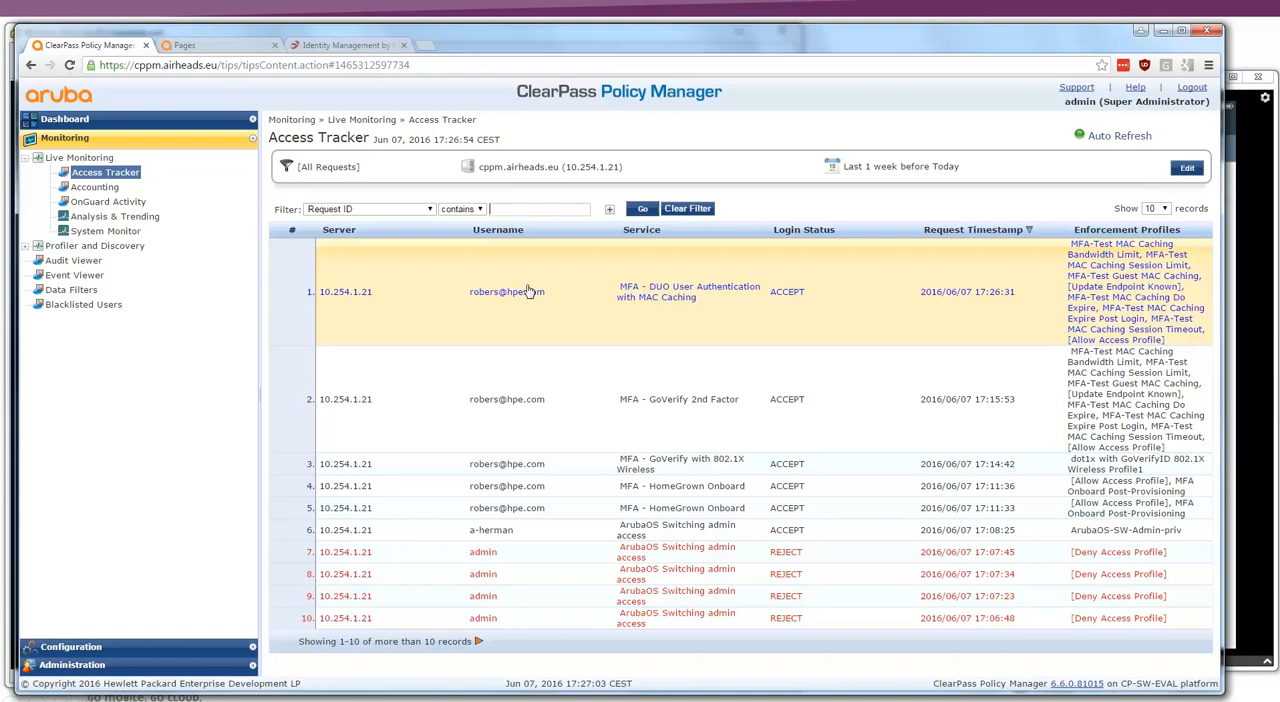 ClearPass Policy Manage
Pages
Identity Management by
https://cppm.airheads.eu/tips/tipsContent.action#1465312597734
aruba
ClearPass Policy Manager
Support | Help | Logout
admin (Super Administrator)
Dashboard
Monitoring
Live Monitoring
Access Tracker
Accounting
OnGuard Activity
Analysis & Trending
System Monitor
Profiler and Discovery
Audit Viewer
Event Viewer
Data Filters
Blacklisted Users
Configuration
Administration
Monitoring » Live Monitoring » Access Tracker
Access Tracker Jun 07, 2016 17:26:54 CEST
Auto Refresh
[All Requests] cppm.airheads.eu (10.254.1.21) Last 1 week before Today Edit
Filter: Request ID contains Go Clear Filter Show 10 records
# Server Username Service Login Status Request Timestamp Enforcement Profiles
MFA-Test MAC Caching
Bandwidth Limit, MFA-Test
MAC Caching Session Limit,
MFA-Test Guest MAC Caching,
[Update Endpoint Known],
1. 10.254.1.21 robers@hpe.com MFA - DUO User Authentication with MAC Caching ACCEPT 2016/06/07 17:26:31
MFA-Test MAC Caching Do
Expire, MFA-Test MAC Caching
Expire Post Login, MFA-Test
MAC Caching Session Timeout,
[Allow Access Profile]
MFA-Test MAC Caching
Bandwidth Limit, MFA-Test
MAC Caching Session Limit,
MFA-Test Guest MAC Caching,
[Update Endpoint Known],
2. 10.254.1.21 robers@hpe.com MFA - GoVerify 2nd Factor ACCEPT 2016/06/07 17:15:53
MFA-Test MAC Caching Do
Expire, MFA-Test MAC Caching
Expire Post Login, MFA-Test
MAC Caching Session Timeout,
[Allow Access Profile]
3. 10.254.1.21 robers@hpe.com MFA - GoVerify with 802.1X Wireless ACCEPT 2016/06/07 17:14:42 dot1x with GoVerifyID 802.1X Wireless Profile1
4. 10.254.1.21 robers@hpe.com MFA - HomeGrown Onboard ACCEPT 2016/06/07 17:11:36 [Allow Access Profile], MFA Onboard Post-Provisioning
5. 10.254.1.21 robers@hpe.com MFA - HomeGrown Onboard ACCEPT 2016/06/07 17:11:33 [Allow Access Profile], MFA Onboard Post-Provisioning
6. 10.254.1.21 a-herman ArubaOS Switching admin access ACCEPT 2016/06/07 17:08:25 ArubaOS-SW-Admin-priv
7. 10.254.1.21 admin ArubaOS Switching admin access REJECT 2016/06/07 17:07:45 [Deny Access Profile]
8. 10.254.1.21 admin ArubaOS Switching admin access REJECT 2016/06/07 17:07:34 [Deny Access Profile]
9. 10.254.1.21 admin ArubaOS Switching admin access REJECT 2016/06/07 17:07:23 [Deny Access Profile]
10. 10.254.1.21 admin ArubaOS Switching admin access REJECT 2016/06/07 17:06:48 [Deny Access Profile]
Showing 1-10 of more than 10 records
© Copyright 2016 Hewlett Packard Enterprise Development LP Jun 07, 2016 17:27:03 CEST ClearPass Policy Manager 6.6.0.81015 on CP-SW-EVAL platform
GO MOBILE. GO CLOUD.